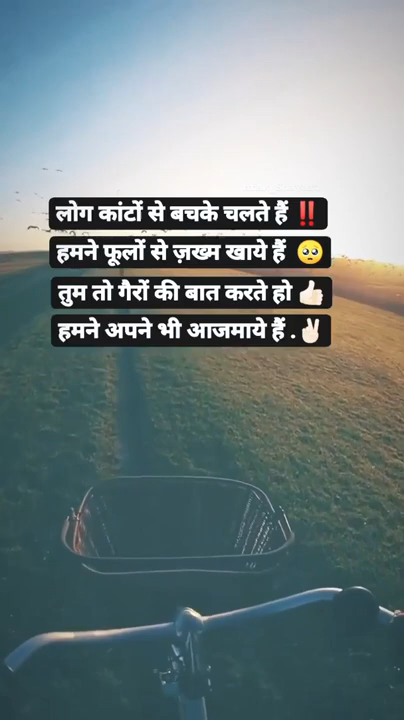 लोग कांटों से बचके चलते हैं ‼️
हमने फूलों से ज़ख्म खाये हैं 🥺
तुम तो गैरों की बात करते हो 👍🏻
हमने अपने भी आजमाये हैं .✌🏻